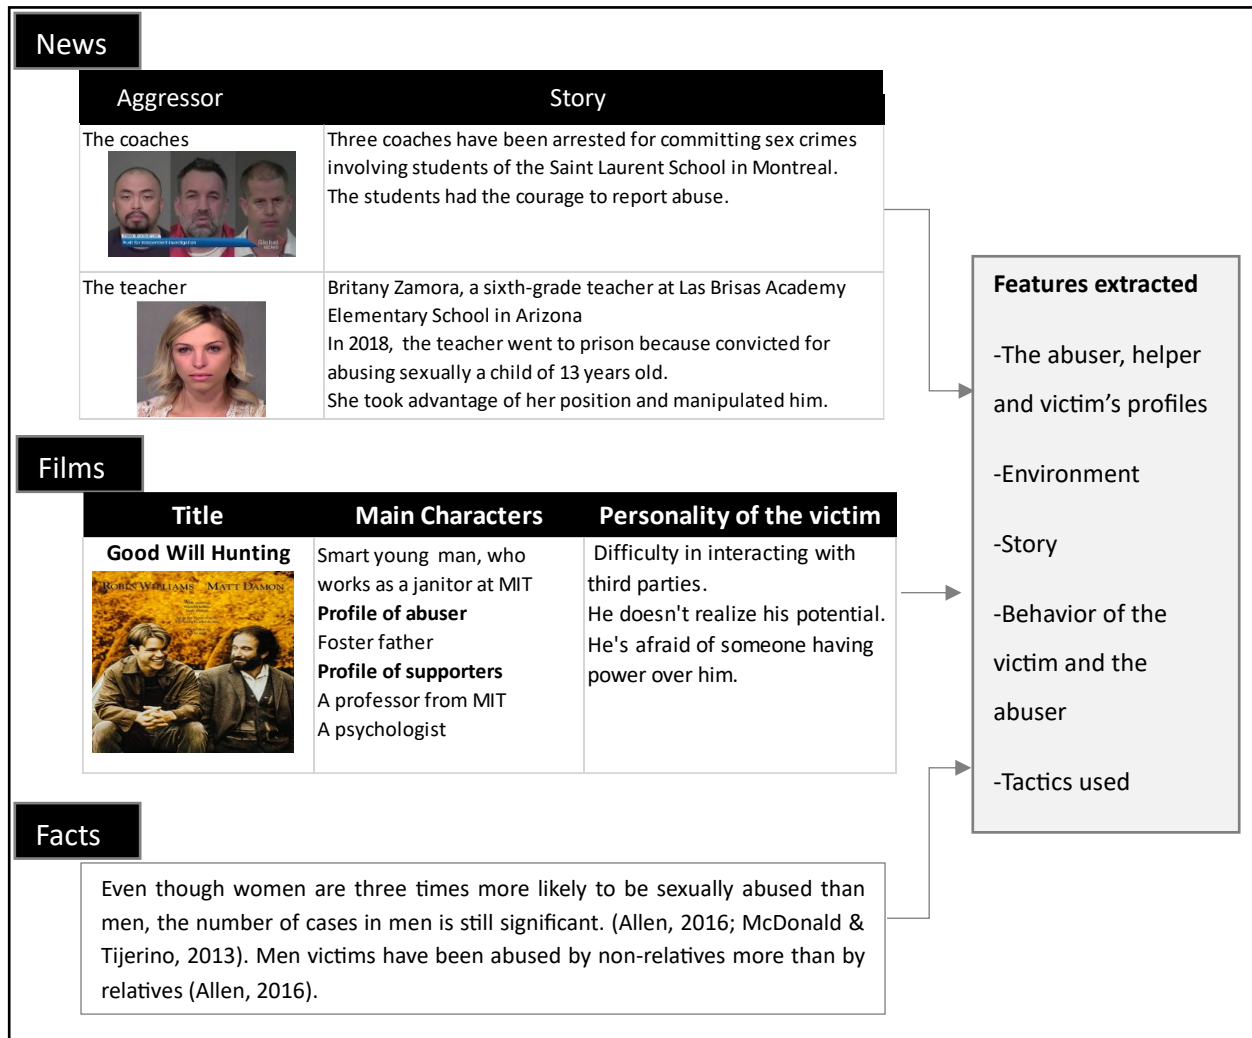 News
Aggressor Story
The coaches
Three coaches have been arrested for committing sex crimes
involving students of the Saint Laurent School in Montreal.
The students had the courage to report abuse.
Push for independent investigation
Global
NEWS
The teacher
Britany Zamora, a sixth-grade teacher at Las Brisas Academy
Elementary School in Arizona
In 2018, the teacher went to prison because convicted for
abusing sexually a child of 13 years old.
She took advantage of her position and manipulated him.
Films
Title Main Characters Personality of the victim
Good Will Hunting
ROBIN WILLIAMS MATT DAMON
Smart young man, who
works as a janitor at MIT
Profile of abuser
Foster father
Profile of supporters
A professor from MIT
A psychologist
Difficulty in interacting with
third parties.
He doesn't realize his potential.
He's afraid of someone having
power over him.
Facts
Even though women are three times more likely to be sexually abused than
men, the number of cases in men is still significant. (Allen, 2016; McDonald &
Tijerino, 2013). Men victims have been abused by non-relatives more than by
relatives (Allen, 2016).
Features extracted
-The abuser, helper
and victim’s profiles
-Environment
-Story
-Behavior of the
victim and the
abuser
-Tactics used